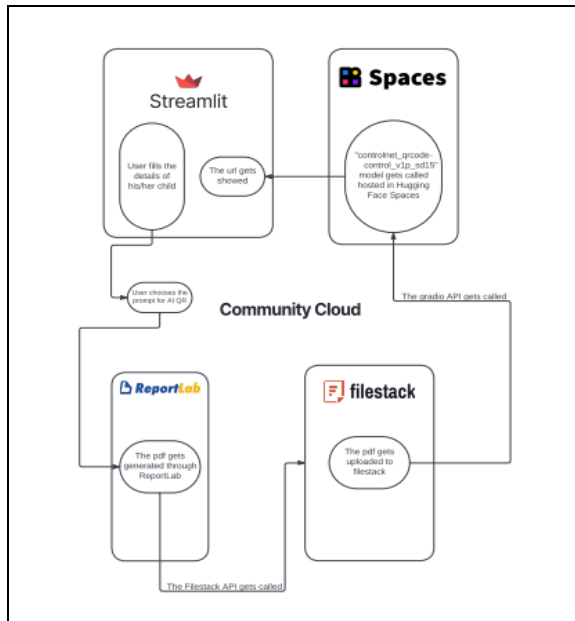 Streamlit
User fills the
details of
his/her child
The url gets
showed
Spaces
"controlnet_qrcode-
control_v1p_sd15"
model gets called
hosted in Hugging
Face Spaces
User chooses the
prompt for AI QR
Community Cloud
The gradio API gets called
ReportLab
The pdf gets
generated through
ReportLab
filestack
The pdf gets
uploaded to
filestack
The Filestack API gets called